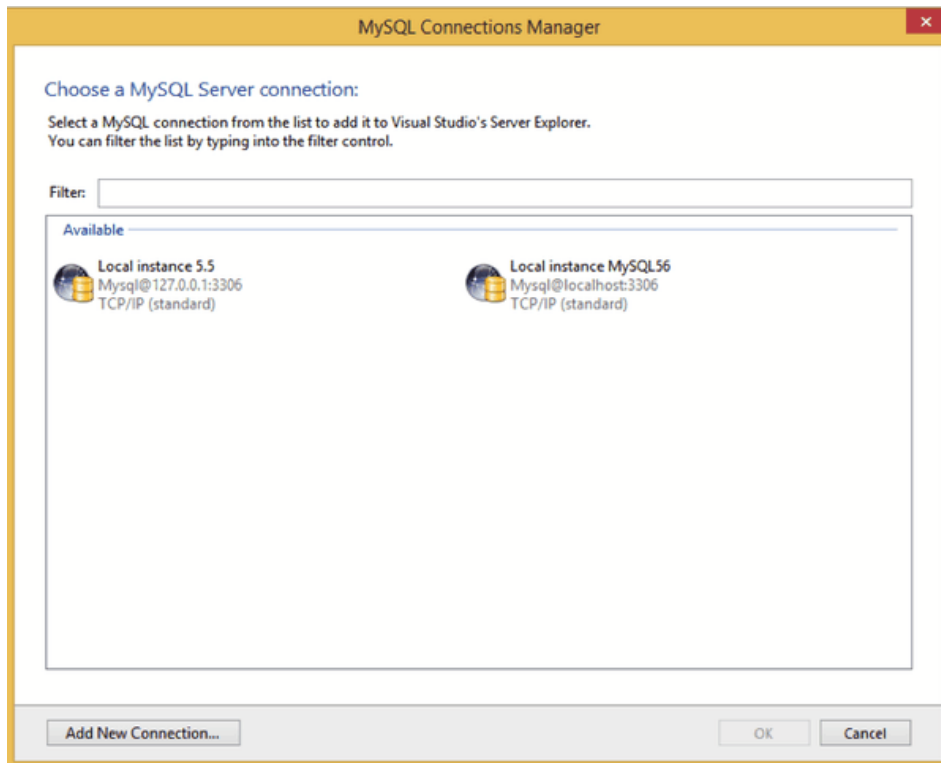 MySQL Connections Manager
Choose a MySQL Server connection:
Select a MySQL connection from the list to add it to Visual Studio's Server Explorer.
You can filter the list by typing into the filter control.
Filter:
Available
Local instance 5.5
Mysql@127.0.0.1:3306
TCP/IP (standard)
Local instance MySQL56
Mysql@localhost:3306
TCP/IP (standard)
Add New Connection...
OK
Cancel